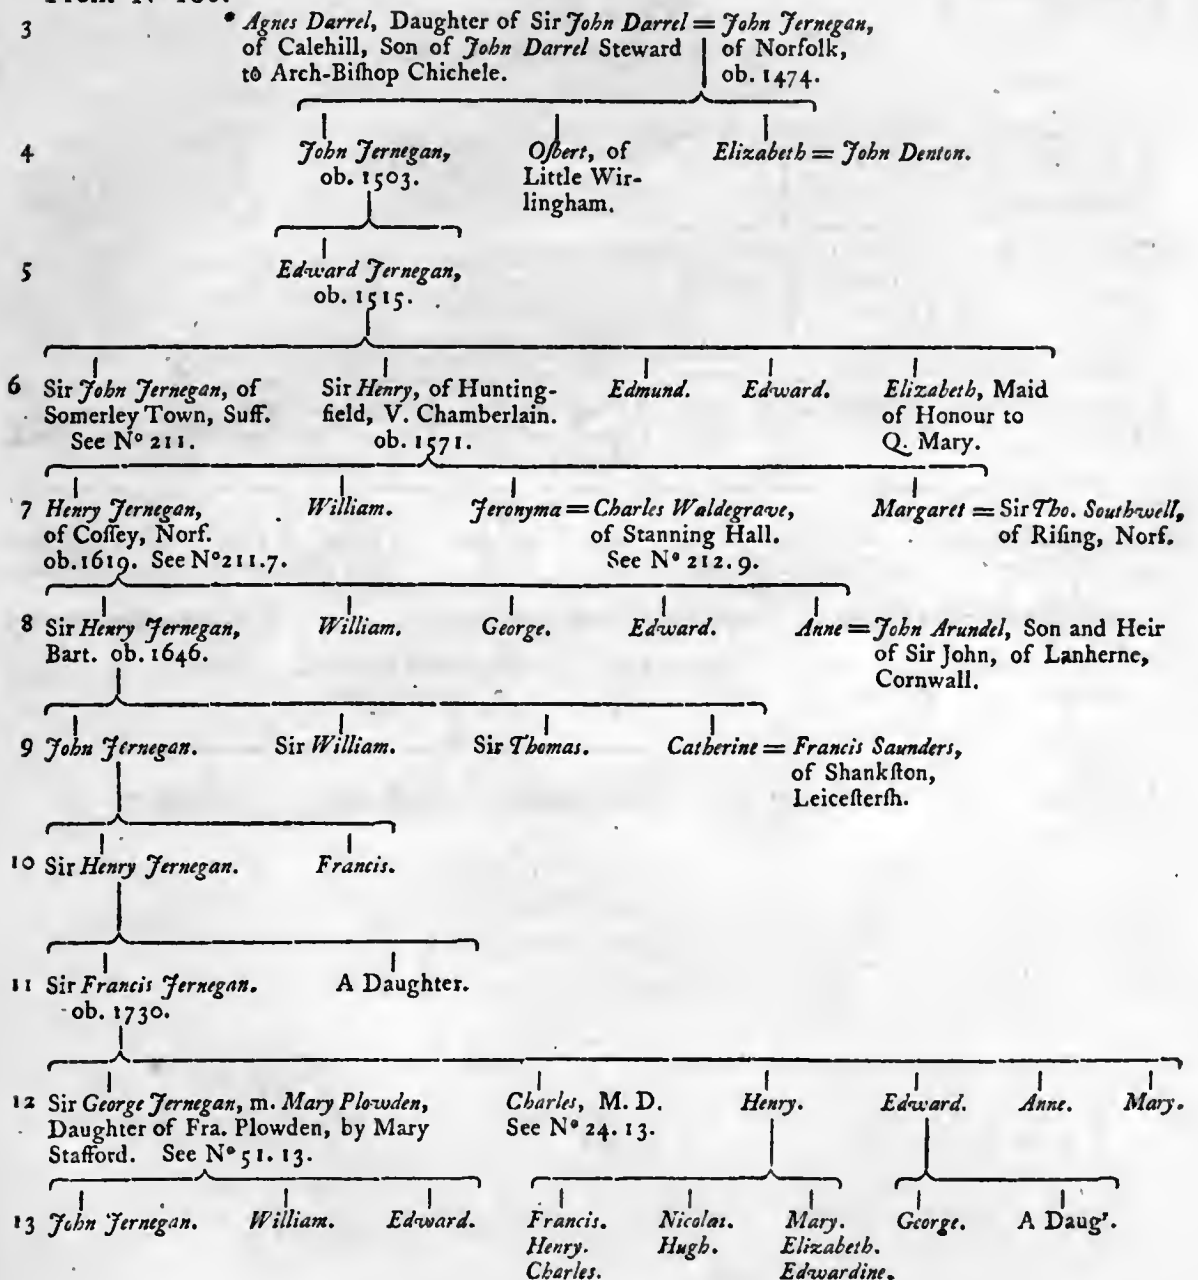 3
* Agnes Darrel, Daughter of Sir John Darrel = John Jernegan,
of Calehill, Son of John Darrel Steward of Norfolk,
to Arch-Biſhop Chichele. ob. 1474.
4
John Jernegan, Oſbert, of Elizabeth = John Denton.
ob. 1503. Little Wir-
lingham.
5
Edward Jernegan,
ob. 1515.
6 Sir John Jernegan, of Sir Henry, of Hunting- Edmund. Edward. Elizabeth, Maid
Somerley Town, Suff. field, V. Chamberlain. of Honour to
See Nº 211. ob. 1571. Q. Mary.
7 Henry Jernegan, William. Jeronyma = Charles Waldegrave, Margaret = Sir Tho. Southwell,
of Coſſey, Norf. of Stanning Hall. of Riſing, Norf.
ob. 1619. See Nº 211.7. See Nº 212. 9.
8 Sir Henry Jernegan, William. George. Edward. Anne = John Arundel, Son and Heir
Bart. ob. 1646. of Sir John, of Lanherne,
Cornwall.
9 John Jernegan. Sir William. Sir Thomas. Catherine = Francis Saunders,
of Shankſton,
Leiceſterſh.
10 Sir Henry Jernegan. Francis.
11 Sir Francis Jernegan. A Daughter.
ob. 1730.
12 Sir George Jernegan, m. Mary Plowden, Charles, M. D. Henry. Edward. Anne. Mary.
Daughter of Fra. Plowden, by Mary See Nº 24. 13.
Stafford. See Nº 51. 13.
13 John Jernegan. William. Edward. Francis. Nicolas. Mary. George. A Daugʳ.
Henry. Hugh. Elizabeth.
Charles. Edwardine.